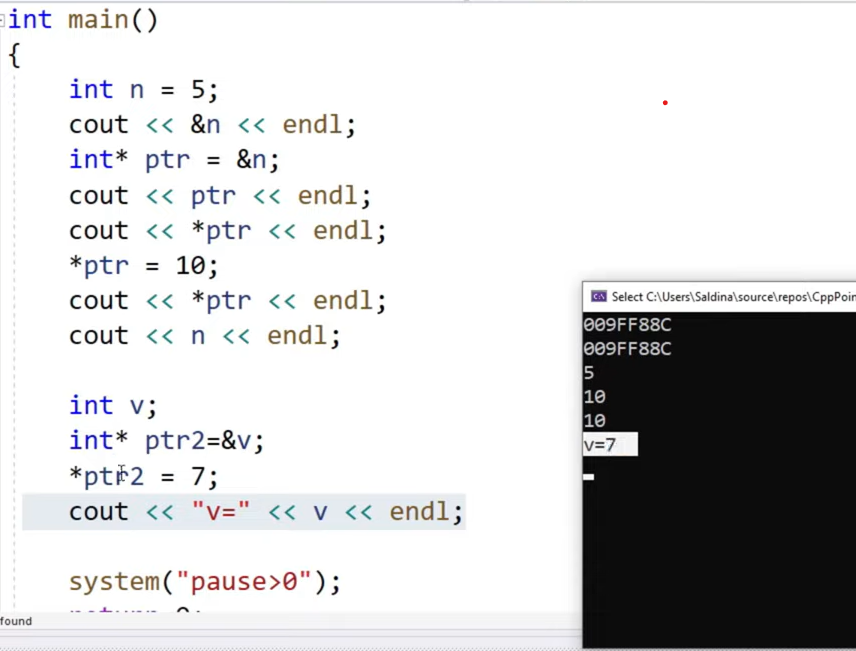 int main()
{
int n = 5;
cout << &n << endl;
int* ptr = &n;
cout << ptr << endl;
cout << *ptr << endl;
*ptr = 10;
cout << *ptr << endl;
cout << n << endl;
int v;
int* ptr2=&v;
*ptr2 = 7;
cout << "v=" << v << endl;
system("pause>0");
found
Select C:\Users\Saldina\source\repos\CppPoin
009FF88C
009FF88C
5
10
10
v=7